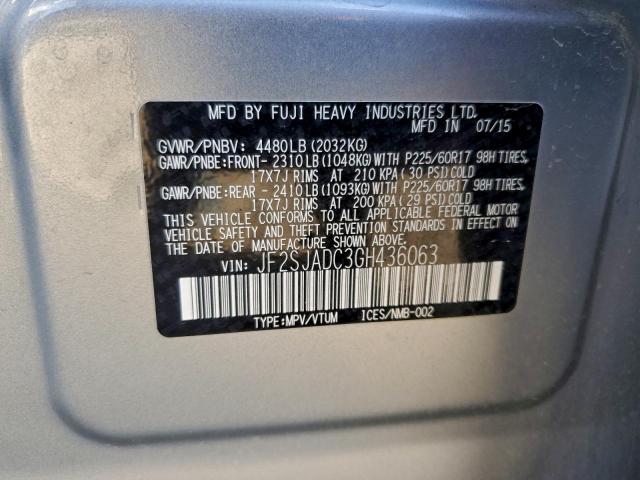 MFD BY FUJI HEAVY INDUSTRIES LTD.
MFD IN 07/15
GVWR/PNBV: 4480LB (2032KG)
GAWR/PNBE:FRONT- 2310LB(1048KG)WITH P225/60R17 98H TIRES,
17X7J RIMS AT 210 KPA (30 PSI)COLD
GAWR/PNBE:REAR - 2410LB(1093KG)WITH P225/60R17 98H TIRES,
17X7J RIMS AT 200 KPA (29 PSI)COLD
THIS VEHICLE CONFORMS TO ALL APPLICABLE FEDERAL MOTOR
VEHICLE SAFETY AND THEFT PREVENTION STANDARDS IN EFFECT ON
THE DATE OF MANUFACTURE SHOWN ABOVE.
VIN: JF2SJADC3GH436063
TYPE:MPV/VTUM ICES/NMB-002